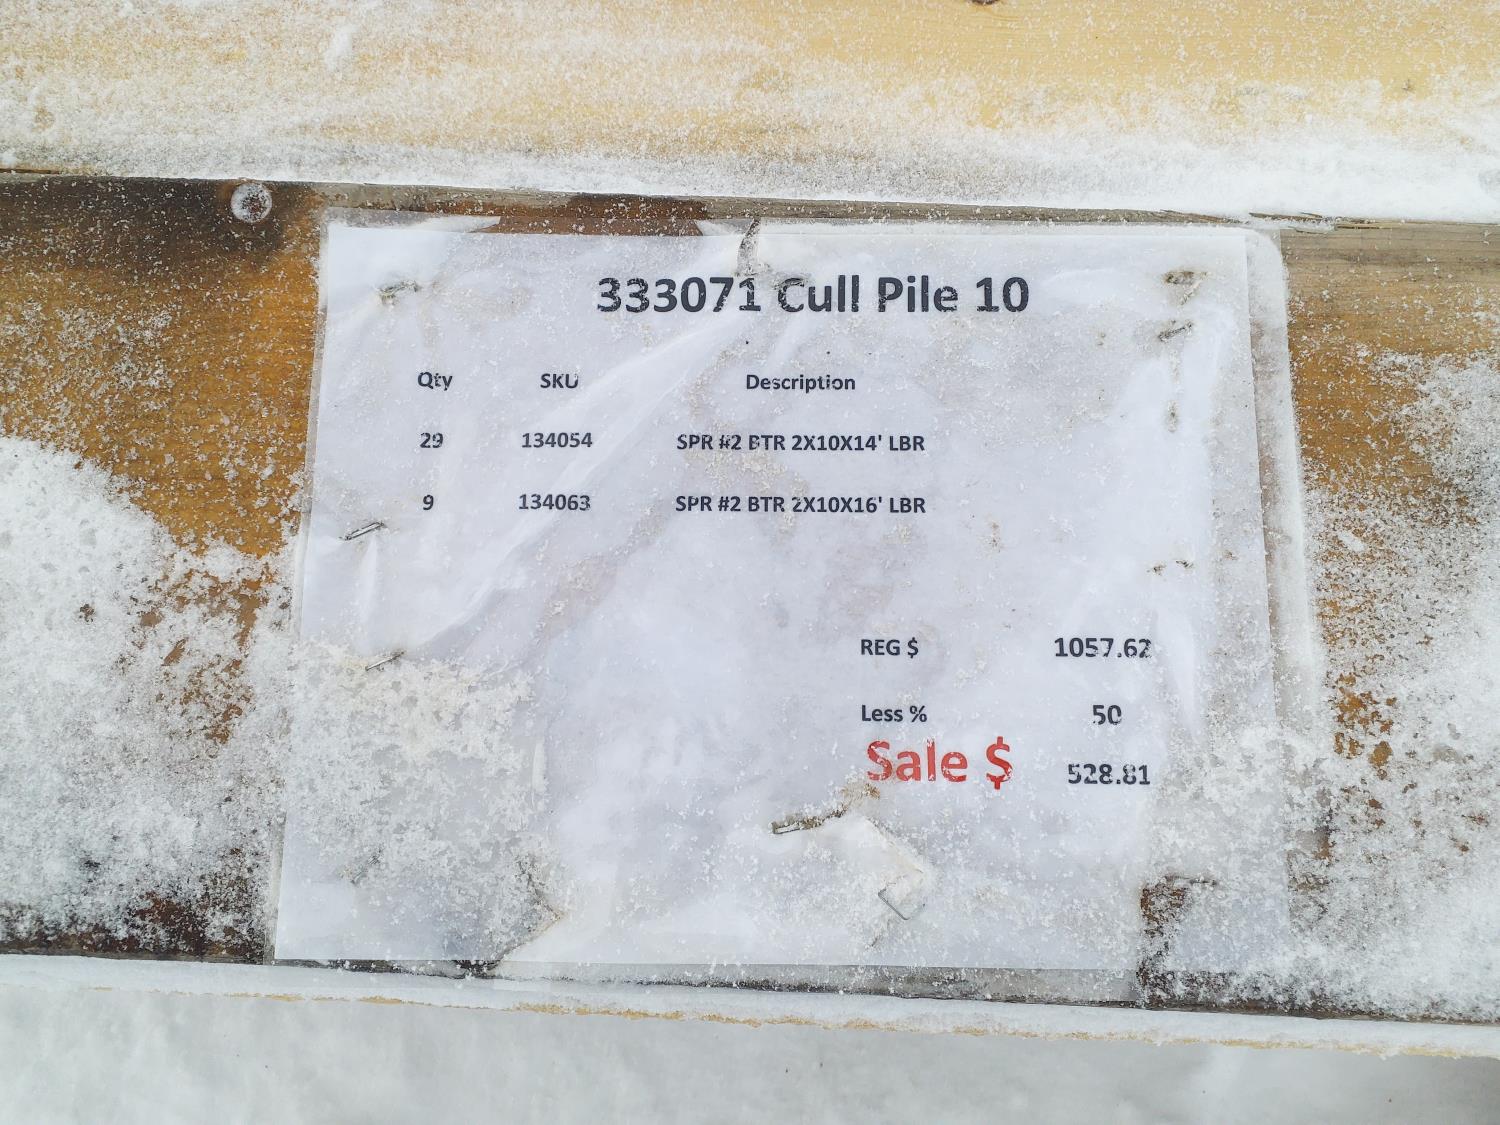 333071 Cull Pile 10
Qty SKU Description
29 134054 SPR #2 BTR 2X10X14' LBR
9 134063 SPR #2 BTR 2X10X16' LBR
REG $ 1057.62
Less % 50
Sale $ 528.81